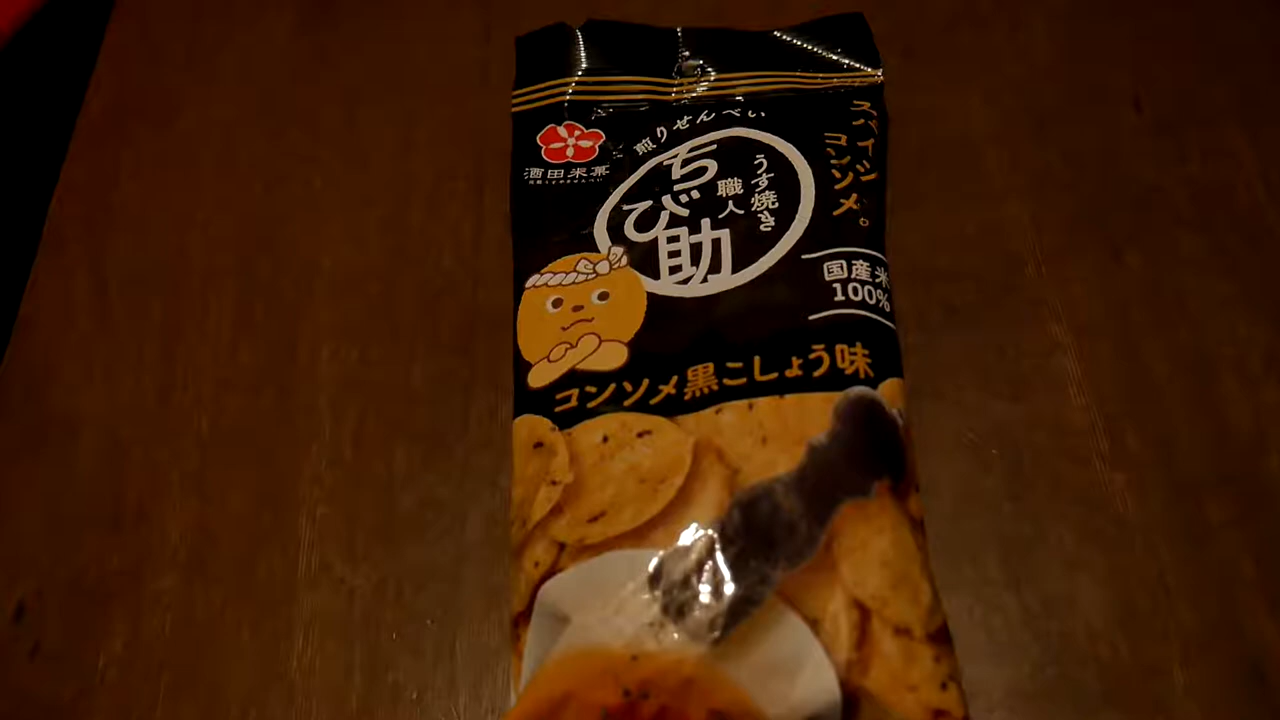 酒田米菓
煎りせんべい
うす焼き
職人
ちび助
スパイシ
コンソメ。
国産米
100%
コンソメ黒こしょう味